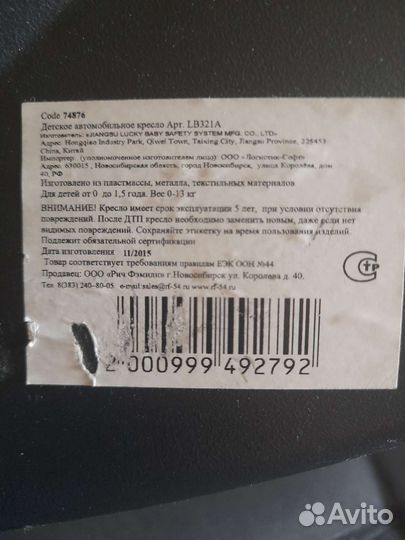 Code 74876
Детское автомобильное кресло Арт. LB321A
Изготовитель: «JIANGSU LUCKY BABY SAFETY SYSTEM MFG. CO., LTD»
Адрес: Hongqiao Industry Park, Qiwei Town, Taixing City, Jiangsu Province, 225453
China, Китай
Импортер: (уполномоченное изготовителем лицо): ООО «Логистик-Софт»
Адрес: 630015, Новосибирская область, Новосибирск, улица Королева, дом
40, РФ
Изготовлено из пластмассы, металла, текстильных материалов
Для детей от 0 до 1,5 года. Вес 0-13 кг
ВНИМАНИЕ! Кресло имеет срок эксплуатации 5 лет, при условии отсутствия
повреждений. После ДТП кресло необходимо заменить новым, даже если нет
видимых повреждений. Сохраняйте этикетку на время пользования изделий.
Подлежит обязательной сертификации
Дата изготовления 11/2015
Товар соответствует требованиям правилам ЕЭК ООН №44
Продавец: ООО «Рич Фэмили» г.Новосибирск ул. Королева д. 40.
Тел. 8(383) 240-80-05 e-mail:sales@rf-54.ru
2 000999 492792
Avito